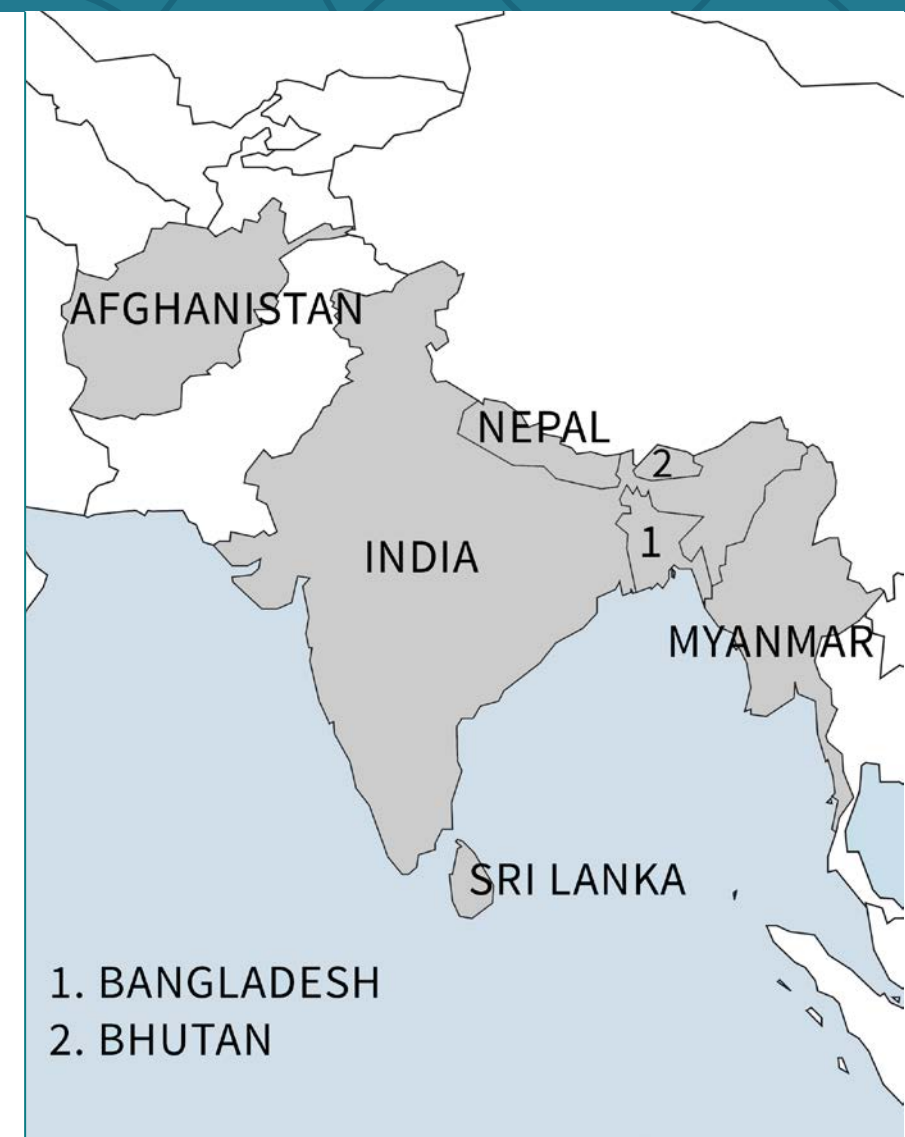 AFGHANISTAN
NEPAL
2
INDIA
1
MYANMAR
SRI LANKA
1. BANGLADESH
2. BHUTAN